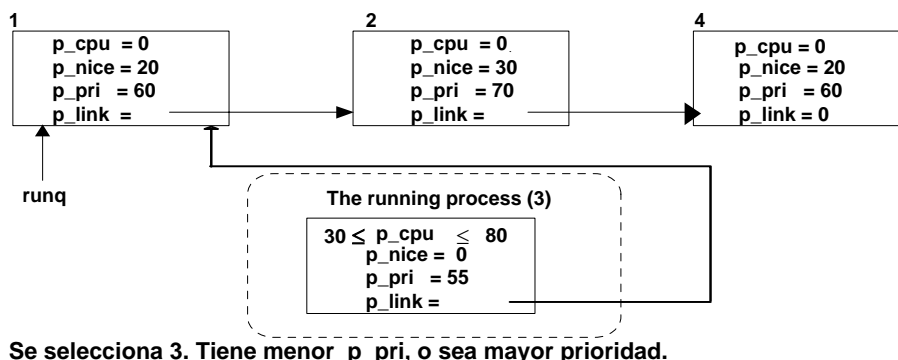 1
p_cpu = 0
p_nice = 20
p_pri = 60
p_link =
2
p_cpu = 0
p_nice = 30
p_pri = 70
p_link =
4
p_cpu = 0
p_nice = 20
p_pri = 60
p_link = 0
runq
The running process (3)
30 ≤ p_cpu ≤ 80
p_nice = 0
p_pri = 55
p_link =
Se selecciona 3. Tiene menor p_pri, o sea mayor prioridad.